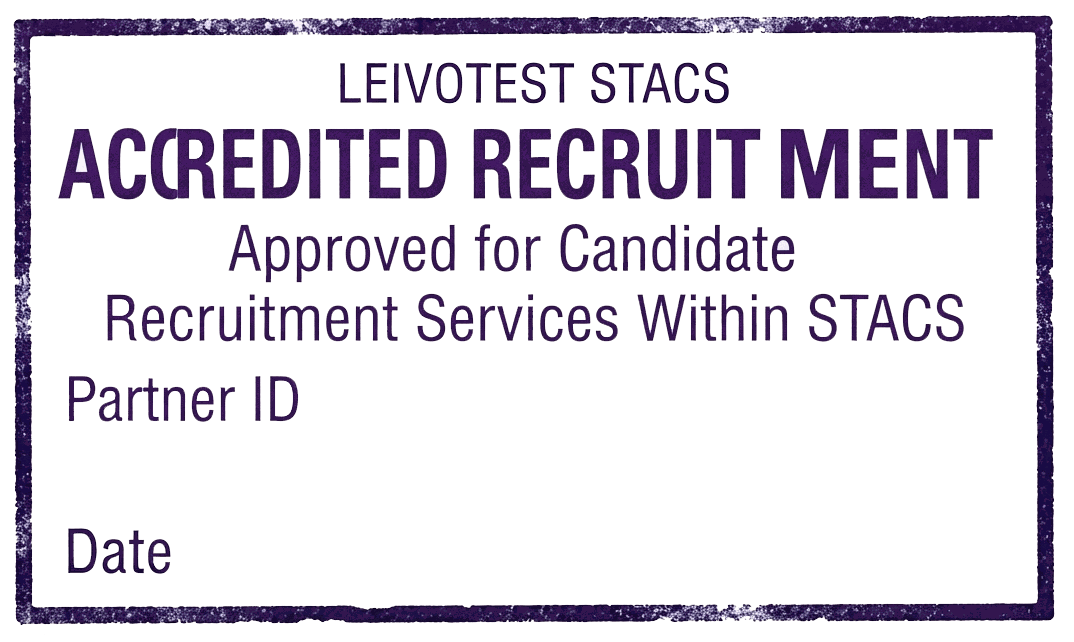 LEIVOTEST STACS
ACCREDITED RECRUIT MENT
Approved for Candidate
Recruitment Services Within STACS
Partner ID
Date